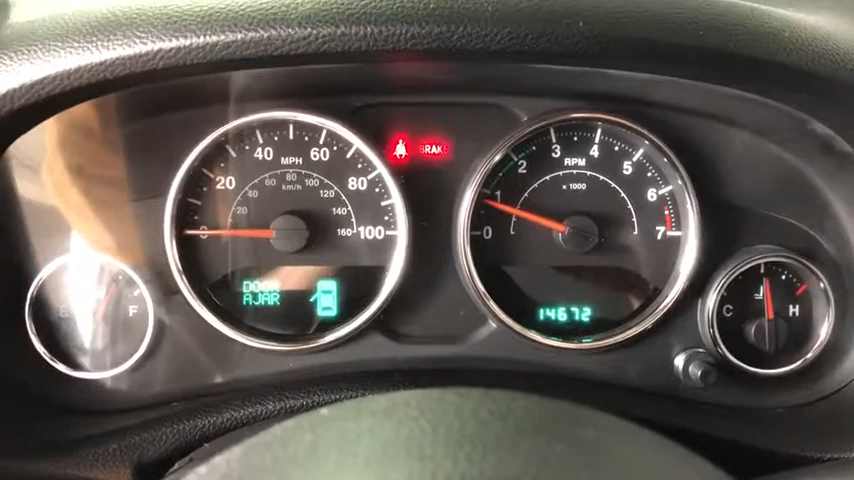 20 40 60 80 100
MPH
km/h
20 40 60 80 100 120 140 160
DOOR
AJAR
BRAKE
0 1 2 3 4 5 6 7
RPM
x 1000
14672
E F
C H